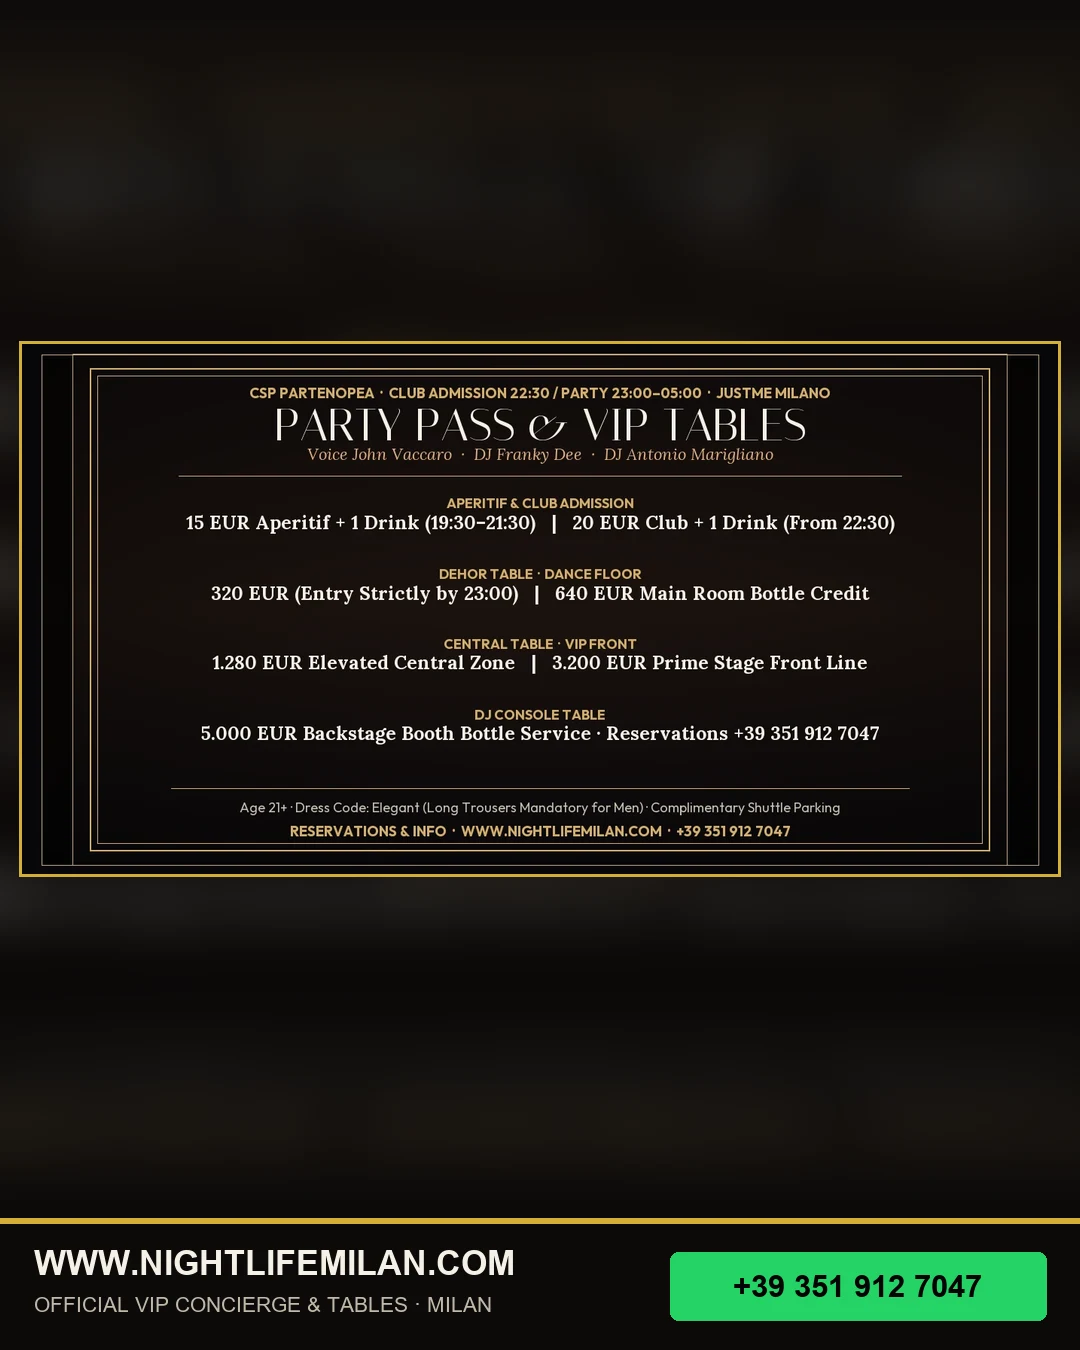 CSP PARTENOPEA · CLUB ADMISSION 22:30 / PARTY 23:00–05:00 · JUSTME MILANO
PARTY PASS & VIP TABLES
Voice John Vaccaro · DJ Franky Dee · DJ Antonio Marigliano
APERITIF & CLUB ADMISSION
15 EUR Aperitif + 1 Drink (19:30–21:30) | 20 EUR Club + 1 Drink (From 22:30)
DEHOR TABLE · DANCE FLOOR
320 EUR (Entry Strictly by 23:00) | 640 EUR Main Room Bottle Credit
CENTRAL TABLE · VIP FRONT
1.280 EUR Elevated Central Zone | 3.200 EUR Prime Stage Front Line
DJ CONSOLE TABLE
5.000 EUR Backstage Booth Bottle Service · Reservations +39 351 912 7047
Age 21+ · Dress Code: Elegant (Long Trousers Mandatory for Men) · Complimentary Shuttle Parking
RESERVATIONS & INFO · WWW.NIGHTLIFEMILAN.COM · +39 351 912 7047
WWW.NIGHTLIFEMILAN.COM
OFFICIAL VIP CONCIERGE & TABLES · MILAN
+39 351 912 7047